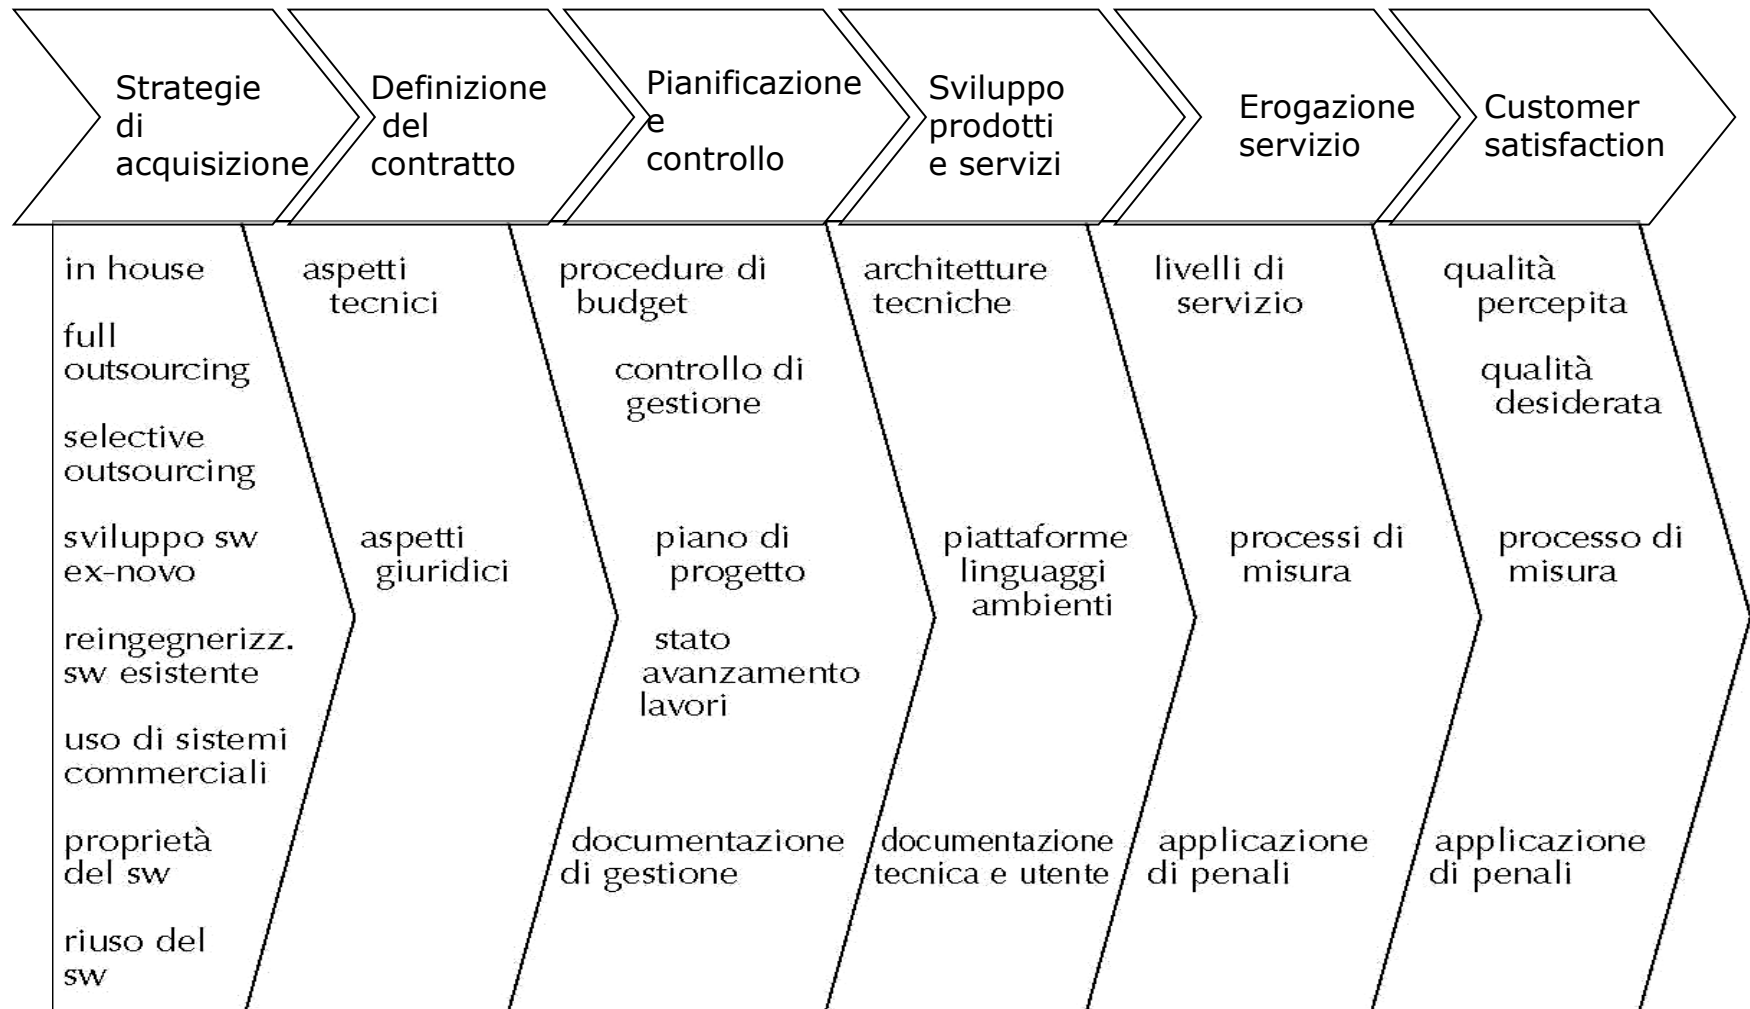 Strategie
di
acquisizione
Definizione
del
contratto
Pianificazione
e
controllo
Sviluppo
prodotti
e servizi
Erogazione
servizio
Customer
satisfaction
in house
full
outsourcing
selective
outsourcing
sviluppo sw
ex-novo
reingegnerizz.
sw esistente
uso di sistemi
commerciali
proprietà
del sw
riuso del
sw
aspetti
tecnici
aspetti
giuridici
procedure di
budget
controllo di
gestione
piano di
progetto
stato
avanzamento
lavori
documentazione
di gestione
architetture
tecniche
piattaforme
linguaggi
ambienti
documentazione
tecnica e utente
livelli di
servizio
processi di
misura
applicazione
di penali
qualità
percepita
qualità
desiderata
processo di
misura
applicazione
di penali